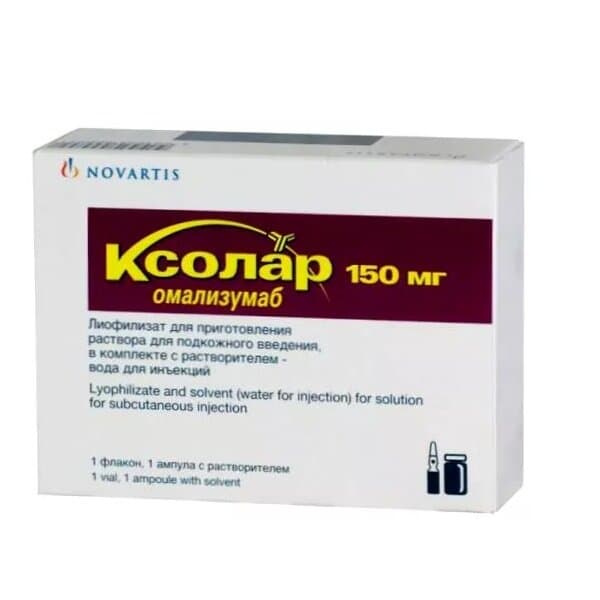 NOVARTIS
Ксолар 150 мг
омализумаб
Лиофилизат для приготовления
раствора для подкожного введения,
в комплекте с растворителем -
вода для инъекций
Lyophilizate and solvent (water for injection) for solution
for subcutaneous injection
1 флакон, 1 ампула с растворителем
1 vial, 1 ampoule with solvent